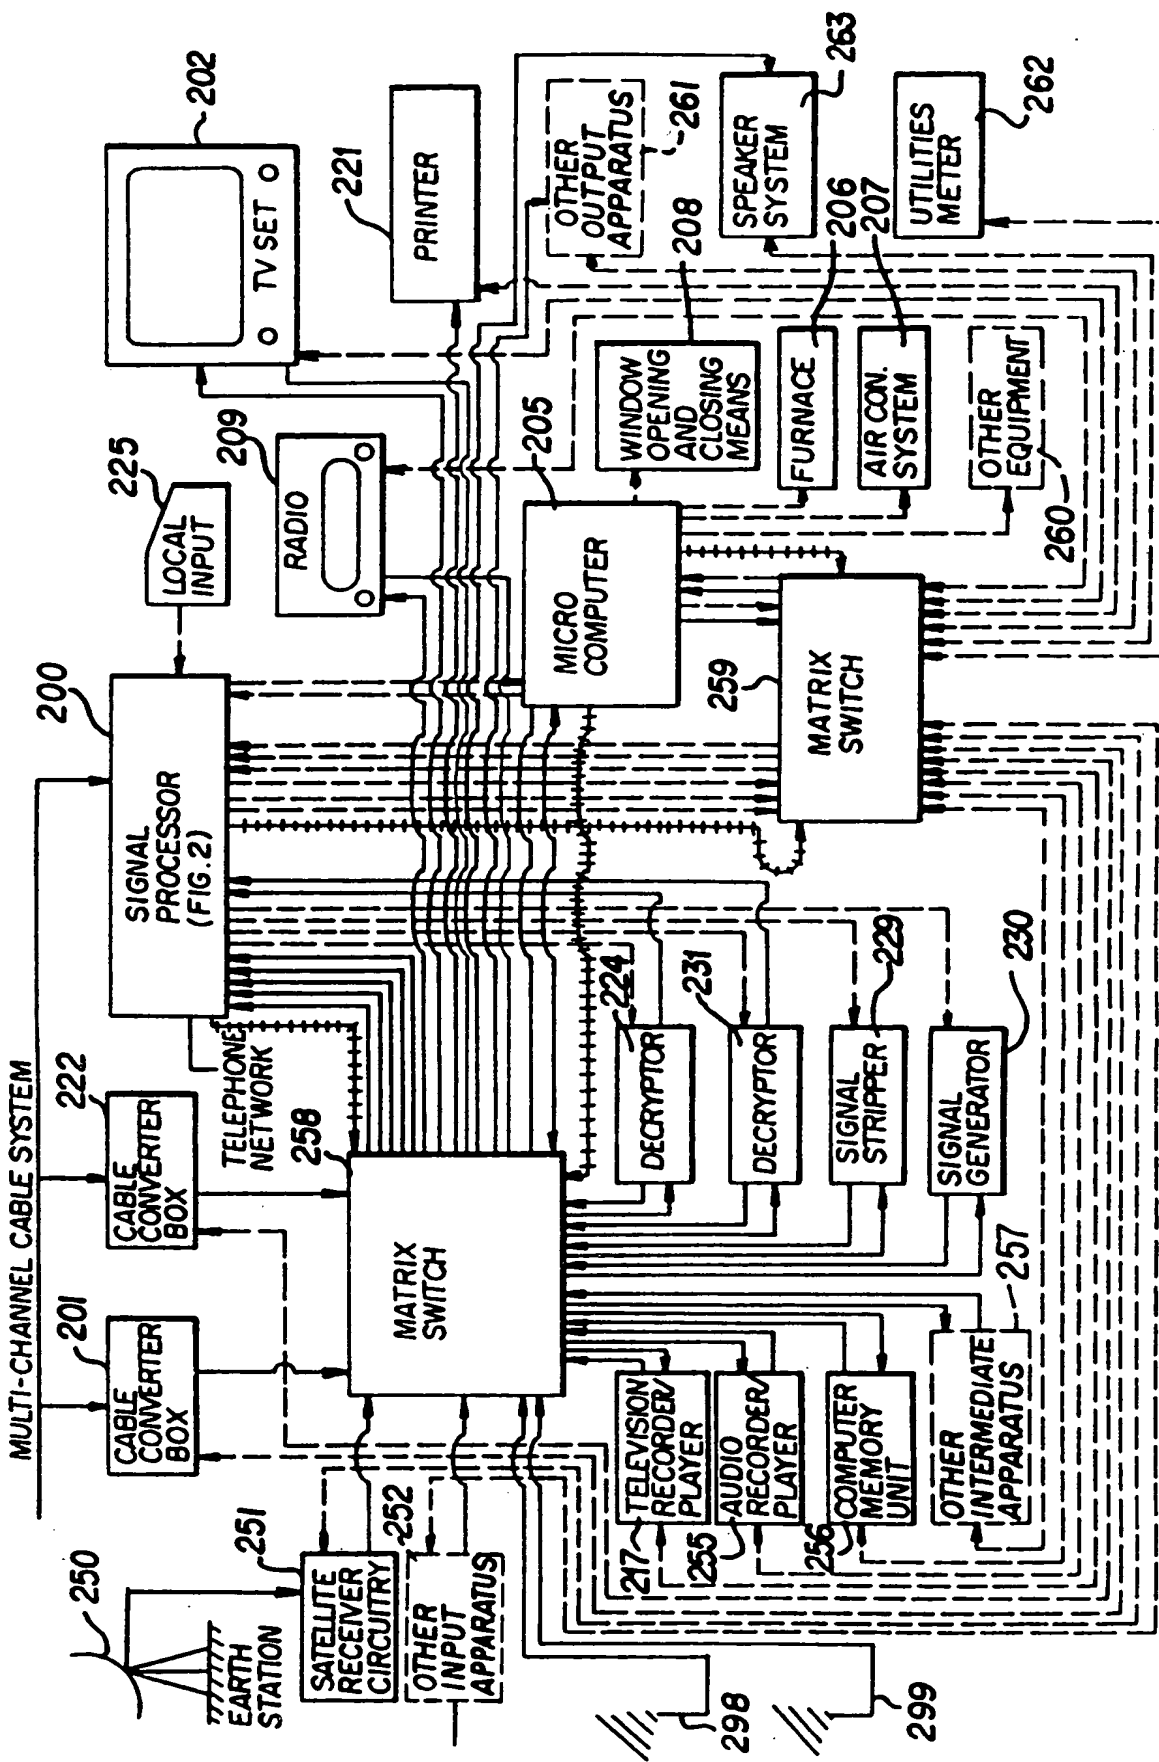 MULTI-CHANNEL CABLE SYSTEM
250
EARTH
STATION
251
SATELLITE
RECEIVER
CIRCUITRY
252
OTHER
INPUT
APPARATUS
298
299
201
CABLE
CONVERTER
BOX
222
CABLE
CONVERTER
BOX
TELEPHONE
NETWORK
258
MATRIX
SWITCH
200
SIGNAL
PROCESSOR
(FIG. 2)
225
LOCAL
INPUT
209
RADIO
202
TV SET
221
PRINTER
OTHER
OUTPUT
APPARATUS
261
SPEAKER
SYSTEM
263
UTILITIES
METER
262
205
MICRO
COMPUTER
208
WINDOW
OPENING
AND
CLOSING
MEANS
206
FURNACE
207
AIR CON.
SYSTEM
OTHER
EQUIPMENT
260
259
MATRIX
SWITCH
224
DECRYPTOR
231
DECRYPTOR
229
SIGNAL
STRIPPER
230
SIGNAL
GENERATOR
217
TELEVISION
RECORDER/
PLAYER
255
AUDIO
RECORDER/
PLAYER
256
COMPUTER
MEMORY
UNIT
257
OTHER
INTERMEDIATE
APPARATUS